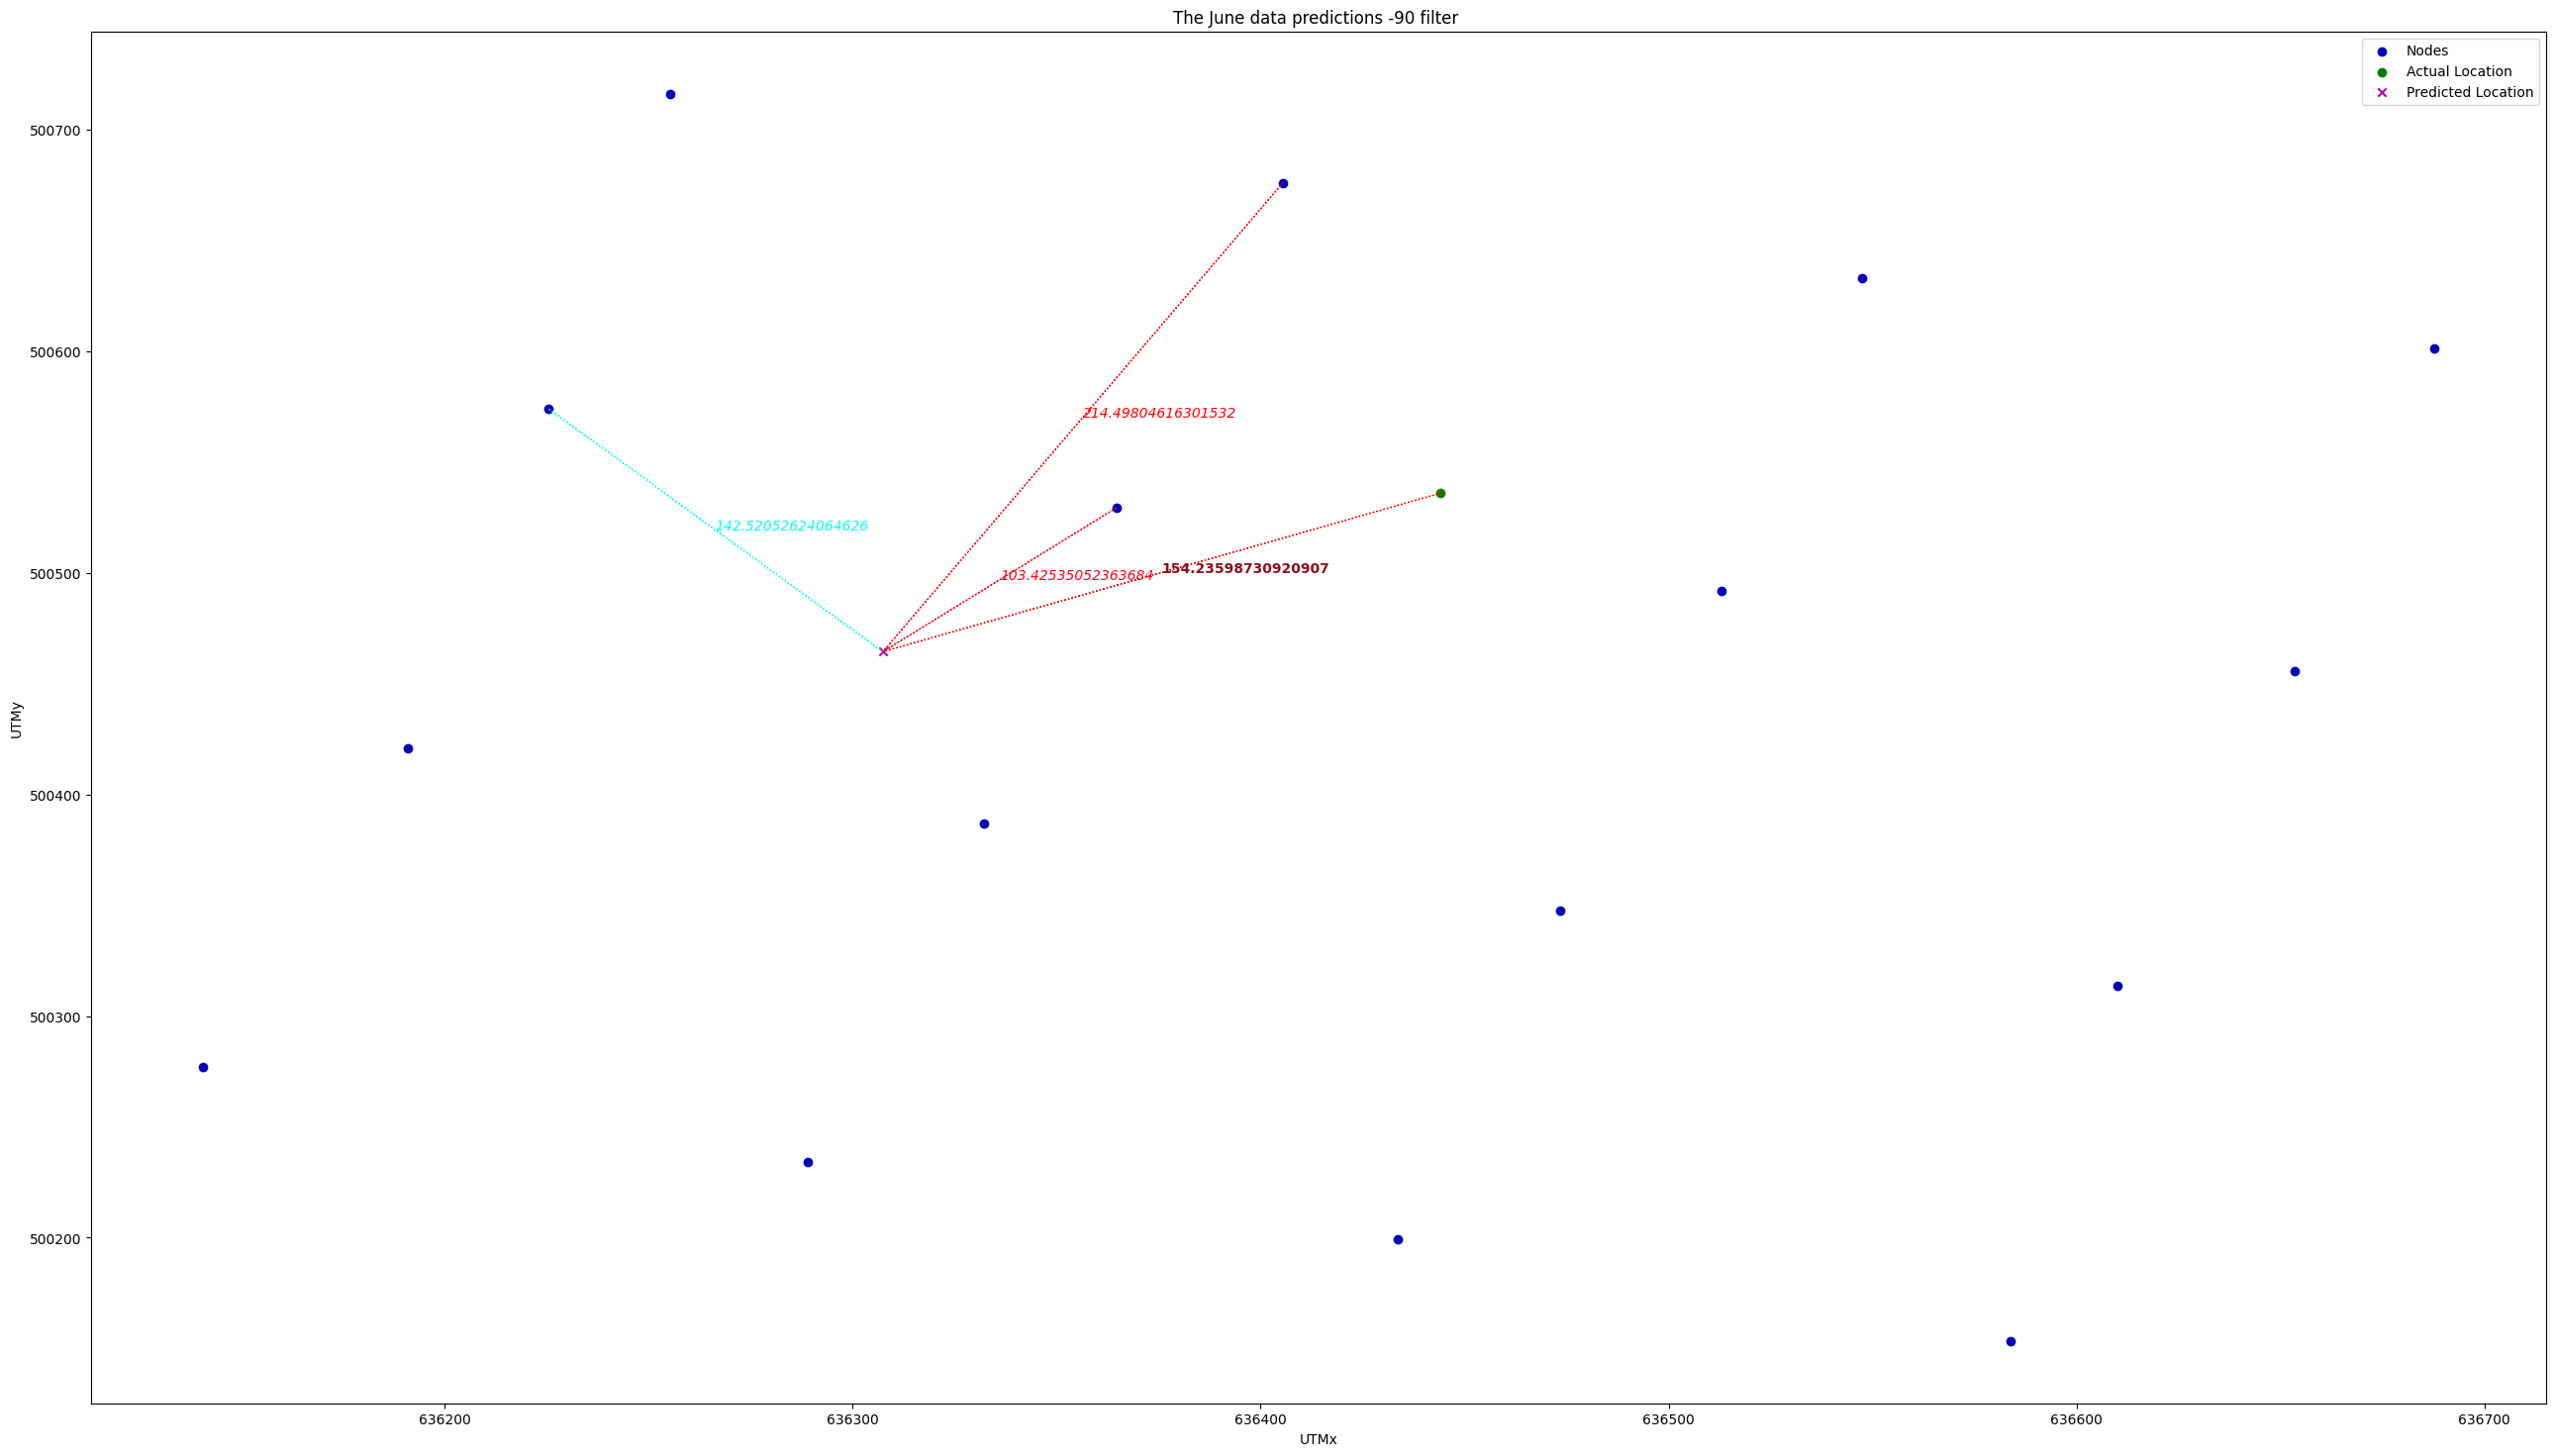 The June data predictions -90 filter
Nodes
Actual Location
Predicted Location
500700
500600
500500
500400
500300
500200
UTMy
214.49804616301532
142.52052624064626
103.42535052363684
154.23598730920907
636200
636300
636400
636500
636600
636700
UTMx